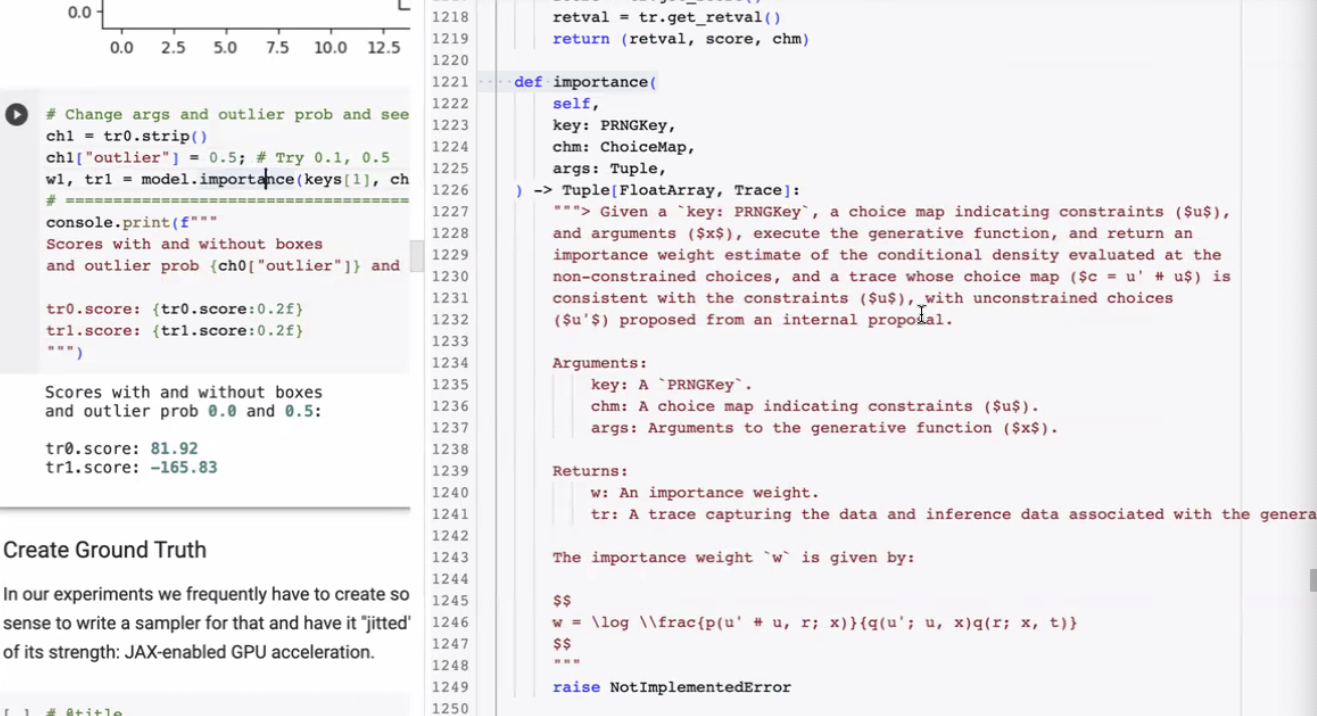 0.0
0.0 2.5 5.0 7.5 10.0 12.5
# Change args and outlier prob and see
ch1 = tr0.strip()
ch1["outlier"] = 0.5; # Try 0.1, 0.5
w1, tr1 = model.importance(keys[1], ch
# =====================================
console.print(f"""
Scores with and without boxes
and outlier prob {ch0["outlier"]} and
tr0.score: {tr0.score:0.2f}
tr1.score: {tr1.score:0.2f}
""")
Scores with and without boxes
and outlier prob 0.0 and 0.5:
tr0.score: 81.92
tr1.score: -165.83
Create Ground Truth
In our experiments we frequently have to create so
sense to write a sampler for that and have it "jitted"
of its strength: JAX-enabled GPU acceleration.
[ ] # @title
1218 retval = tr.get_retval()
1219 return (retval, score, chm)
1220
1221 def importance(
1222 self,
1223 key: PRNGKey,
1224 chm: ChoiceMap,
1225 args: Tuple,
1226 ) -> Tuple[FloatArray, Trace]:
1227 """> Given a `key: PRNGKey`, a choice map indicating constraints ($u$),
1228 and arguments ($x$), execute the generative function, and return an
1229 importance weight estimate of the conditional density evaluated at the
1230 non-constrained choices, and a trace whose choice map ($c = u' ⧺ u$) is
1231 consistent with the constraints ($u$), with unconstrained choices
1232 ($u'$) proposed from an internal proposal.
1233
1234 Arguments:
1235 key: A `PRNGKey`.
1236 chm: A choice map indicating constraints ($u$).
1237 args: Arguments to the generative function ($x$).
1238
1239 Returns:
1240 w: An importance weight.
1241 tr: A trace capturing the data and inference data associated with the genera
1242
1243 The importance weight `w` is given by:
1244
1245 $$
1246 w = \log \\frac{p(u' ⧺ u, r; x)}{q(u'; u, x)q(r; x, t)}
1247 $$
1248 """
1249 raise NotImplementedError
1250